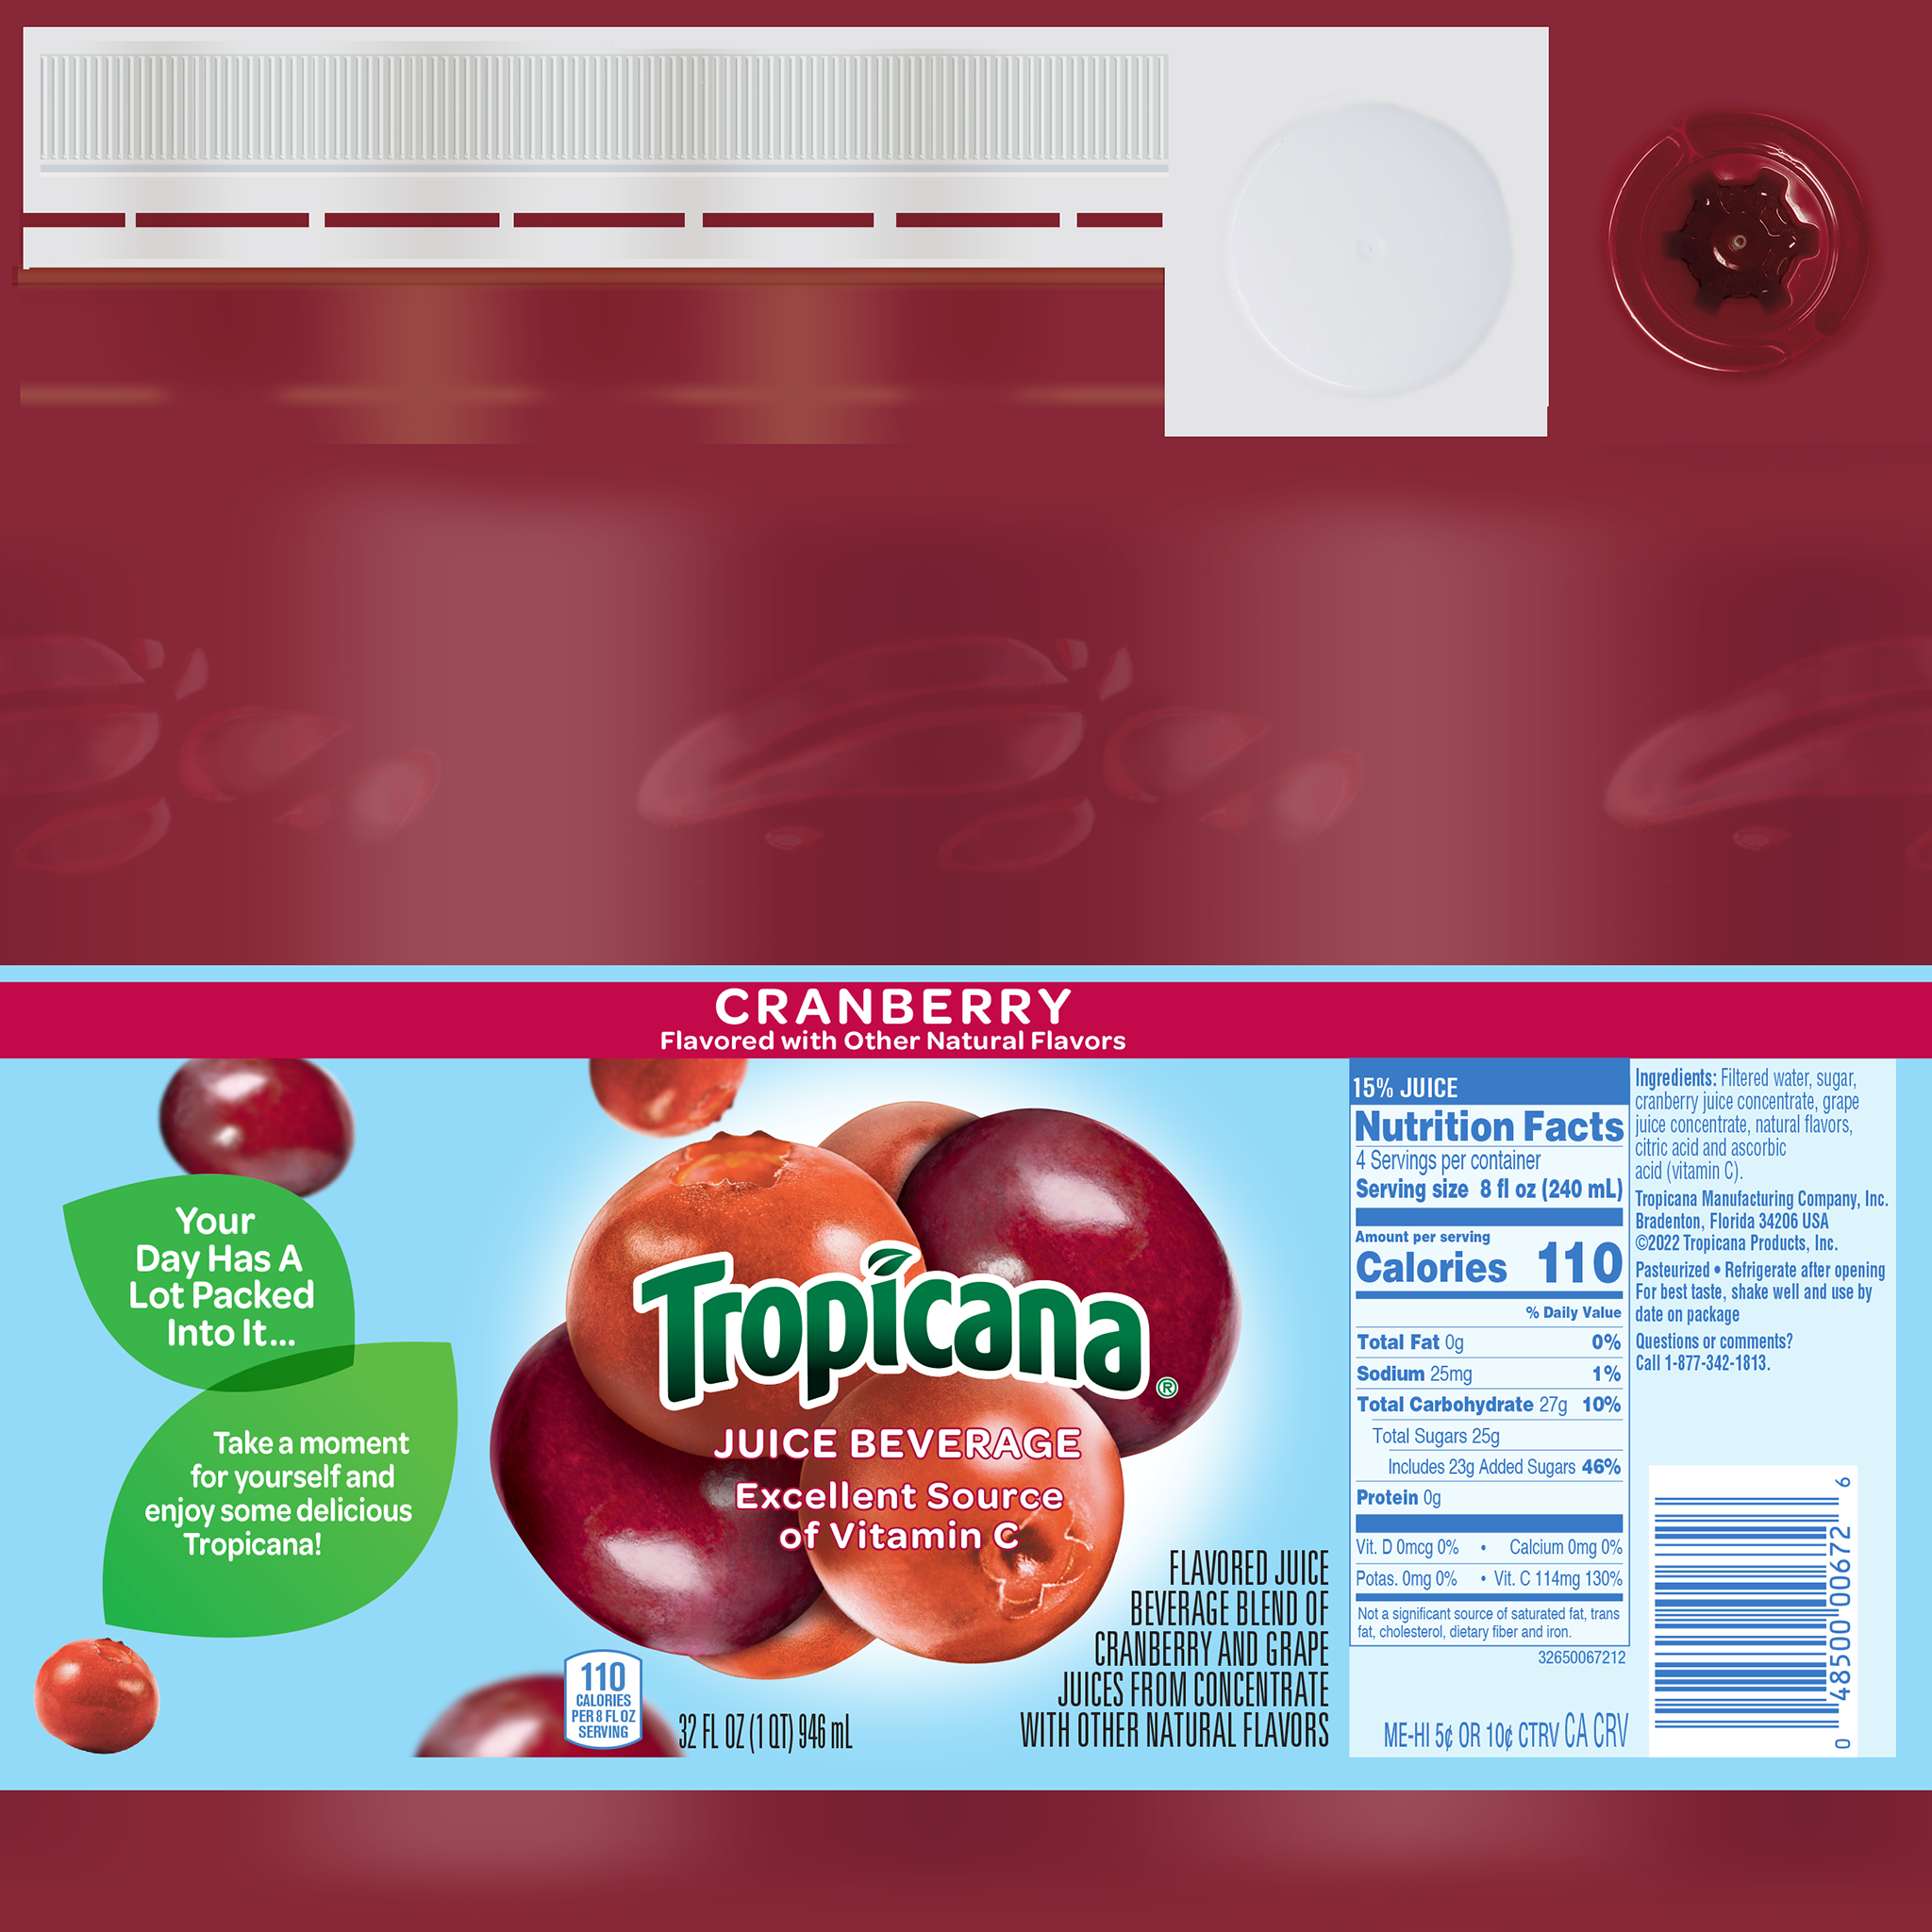 CRANBERRY
Flavored with Other Natural Flavors
Your
Day Has A
Lot Packed
Into It...
Take a moment
for yourself and
enjoy some delicious
Tropicana!
Tropicana®
JUICE BEVERAGE
Excellent Source
of Vitamin C
110
CALORIES
PER 8 FL OZ
SERVING
32 FL OZ (1 QT) 946 mL
FLAVORED JUICE
BEVERAGE BLEND OF
CRANBERRY AND GRAPE
JUICES FROM CONCENTRATE
WITH OTHER NATURAL FLAVORS
15% JUICE
Nutrition Facts
4 Servings per container
Serving size 8 fl oz (240 mL)
Amount per serving
Calories 110
% Daily Value
Total Fat 0g 0%
Sodium 25mg 1%
Total Carbohydrate 27g 10%
Total Sugars 25g
Includes 23g Added Sugars 46%
Protein 0g
Vit. D 0mcg 0% • Calcium 0mg 0%
Potas. 0mg 0% • Vit. C 114mg 130%
Not a significant source of saturated fat, trans
fat, cholesterol, dietary fiber and iron.
32650067212
ME-HI 5¢ OR 10¢ CTRV CA CRV
Ingredients: Filtered water, sugar,
cranberry juice concentrate, grape
juice concentrate, natural flavors,
citric acid and ascorbic
acid (vitamin C).
Tropicana Manufacturing Company, Inc.
Bradenton, Florida 34206 USA
©2022 Tropicana Products, Inc.
Pasteurized • Refrigerate after opening
For best taste, shake well and use by
date on package
Questions or comments?
Call 1-877-342-1813.
0 48500 00672 6